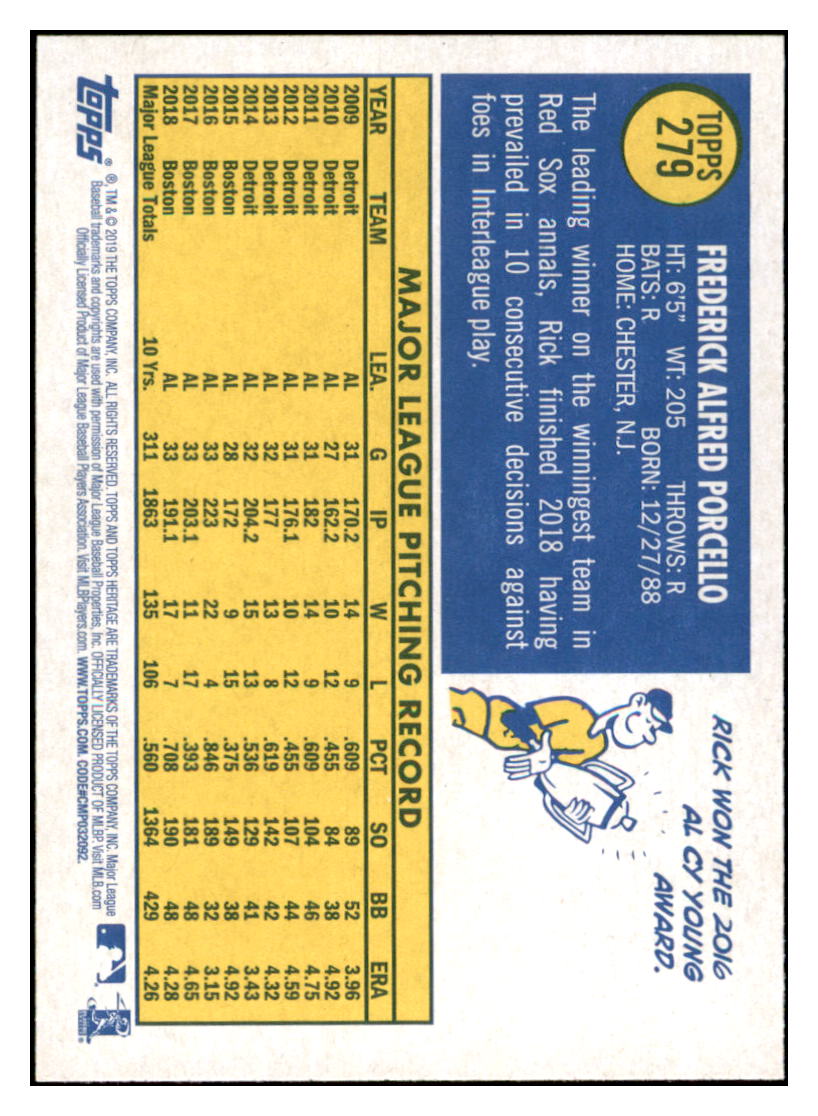 TOPPS
279
FREDERICK ALFRED PORCELLO
HT: 6'5" WT: 205 THROWS: R
BATS: R BORN: 12/27/88
HOME: CHESTER, N.J.
The leading winner on the winningest team in
Red Sox annals, Rick finished 2018 having
prevailed in 10 consecutive decisions against
foes in Interleague play.
RICK WON THE 2016
AL CY YOUNG
AWARD.
MAJOR LEAGUE PITCHING RECORD
YEAR TEAM LEA. G IP W L PCT SO BB ERA
2009 Detroit AL 31 170.2 14 9 .609 89 52 3.96
2010 Detroit AL 27 162.2 10 12 .455 84 38 4.92
2011 Detroit AL 31 182 14 9 .609 104 46 4.75
2012 Detroit AL 31 176.1 10 12 .455 107 44 4.59
2013 Detroit AL 32 177 13 8 .619 142 42 4.32
2014 Detroit AL 32 204.2 15 13 .536 129 41 3.43
2015 Boston AL 28 172 9 15 .375 149 38 4.92
2016 Boston AL 33 223 22 4 .846 189 32 3.15
2017 Boston AL 33 203.1 11 17 .393 181 48 4.65
2018 Boston AL 33 191.1 17 7 .708 190 48 4.28
Major League Totals 10 Yrs. 311 1863 135 106 .560 1364 429 4.26
topps ®, TM & © 2019 THE TOPPS COMPANY, INC. ALL RIGHTS RESERVED. TOPPS AND TOPPS HERITAGE ARE TRADEMARKS OF THE TOPPS COMPANY, INC. Major League
Baseball trademarks and copyrights are used with permission of Major League Baseball Properties, Inc. OFFICIALLY LICENSED PRODUCT OF MLBP. Visit MLB.com
Officially Licensed Product of Major League Baseball Players Association. Visit MLBPlayers.com. WWW.TOPPS.COM. CODE#CMP032092.